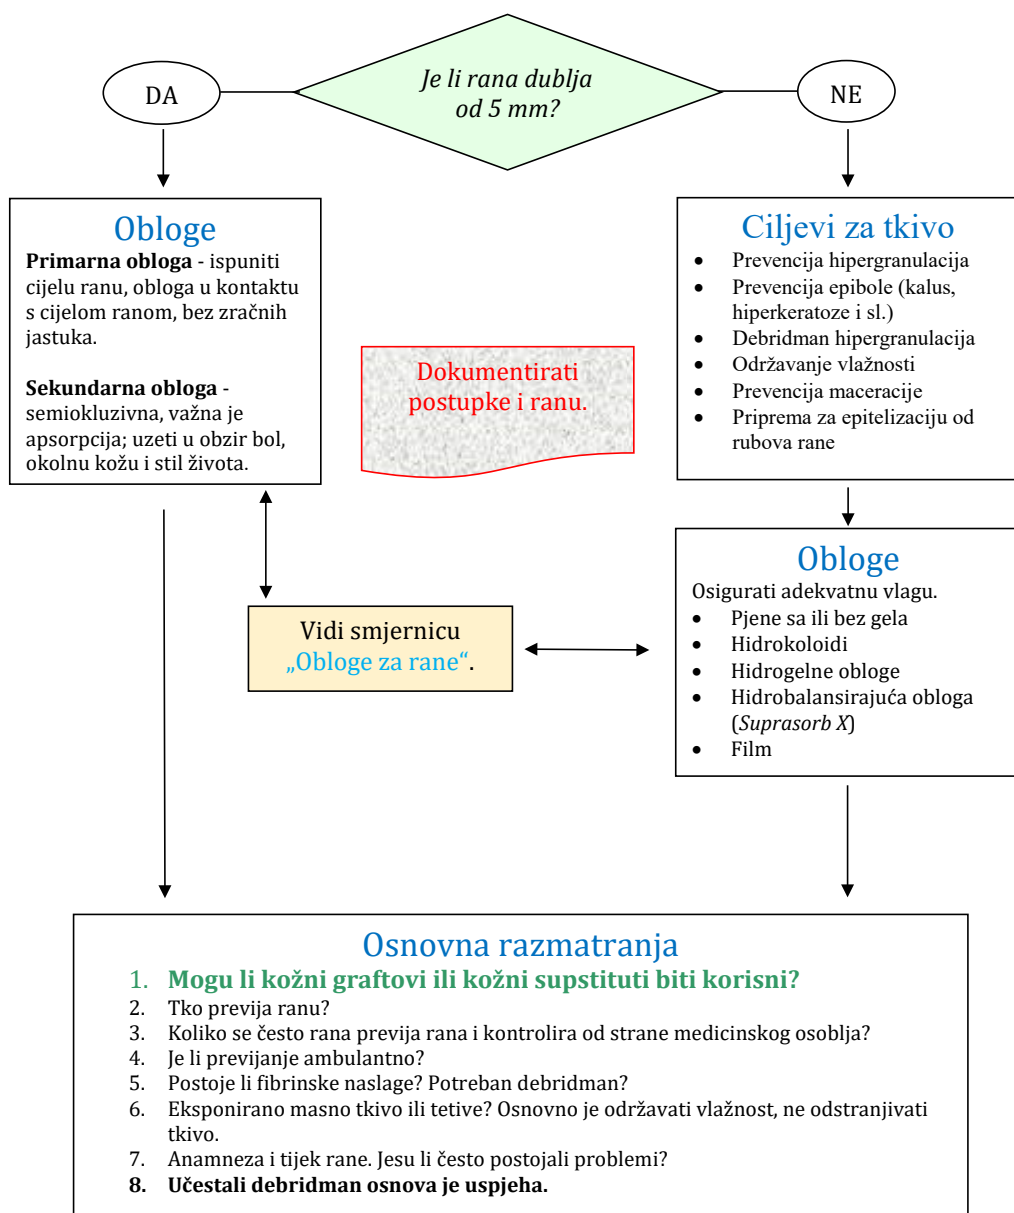 Je li rana dublja
od 5 mm?
DA
NE
Obloge
Primarna obloga - ispuniti
cijelu ranu, obloga u kontaktu
s cijelom ranom, bez zračnih
jastuka.
Sekundarna obloga -
semiokluzivna, važna je
apsorpcija; uzeti u obzir bol,
okolnu kožu i stil života.
Dokumentirati
postupke i ranu.
Ciljevi za tkivo
• Prevencija hipergranulacija
• Prevencija epibole (kalus,
hiperkeratoze i sl.)
• Debridman hipergranulacija
• Održavanje vlažnosti
• Prevencija maceracije
• Priprema za epitelizaciju od
rubova rane
Vidi smjernicu
„Obloge za rane“.
Obloge
Osigurati adekvatnu vlagu.
• Pjene sa ili bez gela
• Hidrokoloidi
• Hidrogelne obloge
• Hidrobalansirajuća obloga
(Suprasorb X)
• Film
Osnovna razmatranja
1. Mogu li kožni graftovi ili kožni supstituti biti korisni?
2. Tko previja ranu?
3. Koliko se često rana previja rana i kontrolira od strane medicinskog osoblja?
4. Je li previjanje ambulantno?
5. Postoje li fibrinske naslage? Potreban debridman?
6. Eksponirano masno tkivo ili tetive? Osnovno je održavati vlažnost, ne odstranjivati
tkivo.
7. Anamneza i tijek rane. Jesu li često postojali problemi?
8. Učestali debridman osnova je uspjeha.